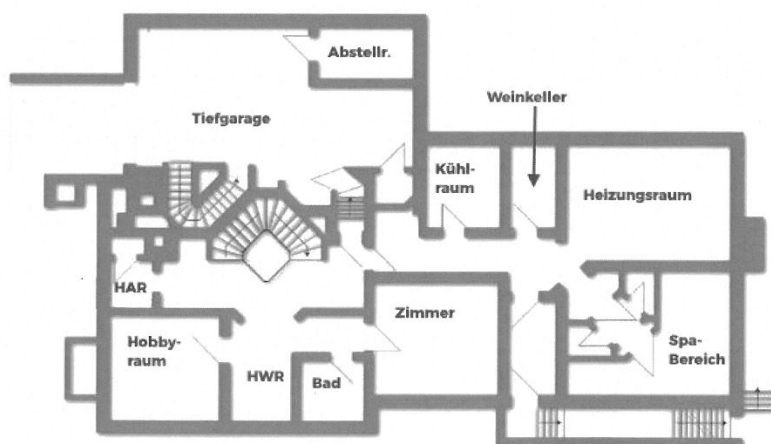 Abstellr.
Weinkeller
Tiefgarage
Kühl-
raum
Heizungsraum
HAR
Zimmer
Hobby-
raum
HWR
Bad
Spa-
Bereich